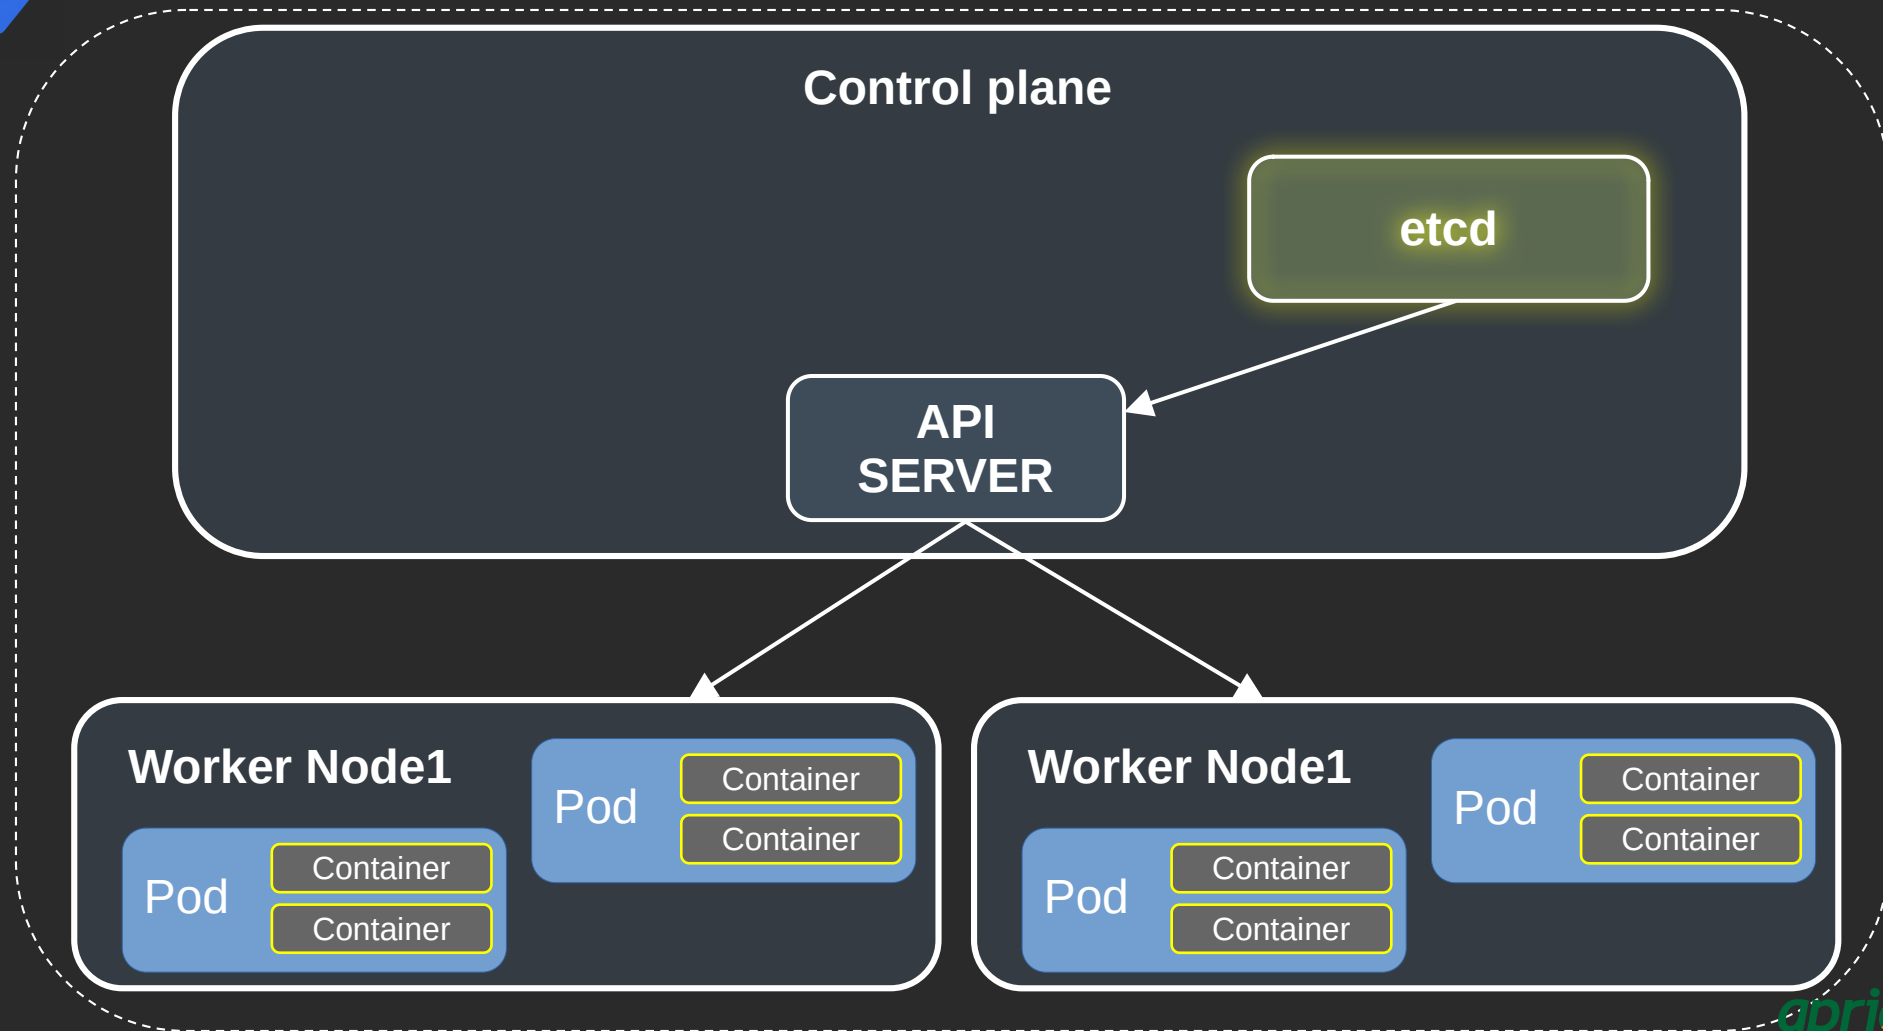 Control plane
etcd
API
SERVER
Worker Node1
Pod
Container
Container
Pod
Container
Container
Worker Node1
Pod
Container
Container
Pod
Container
Container